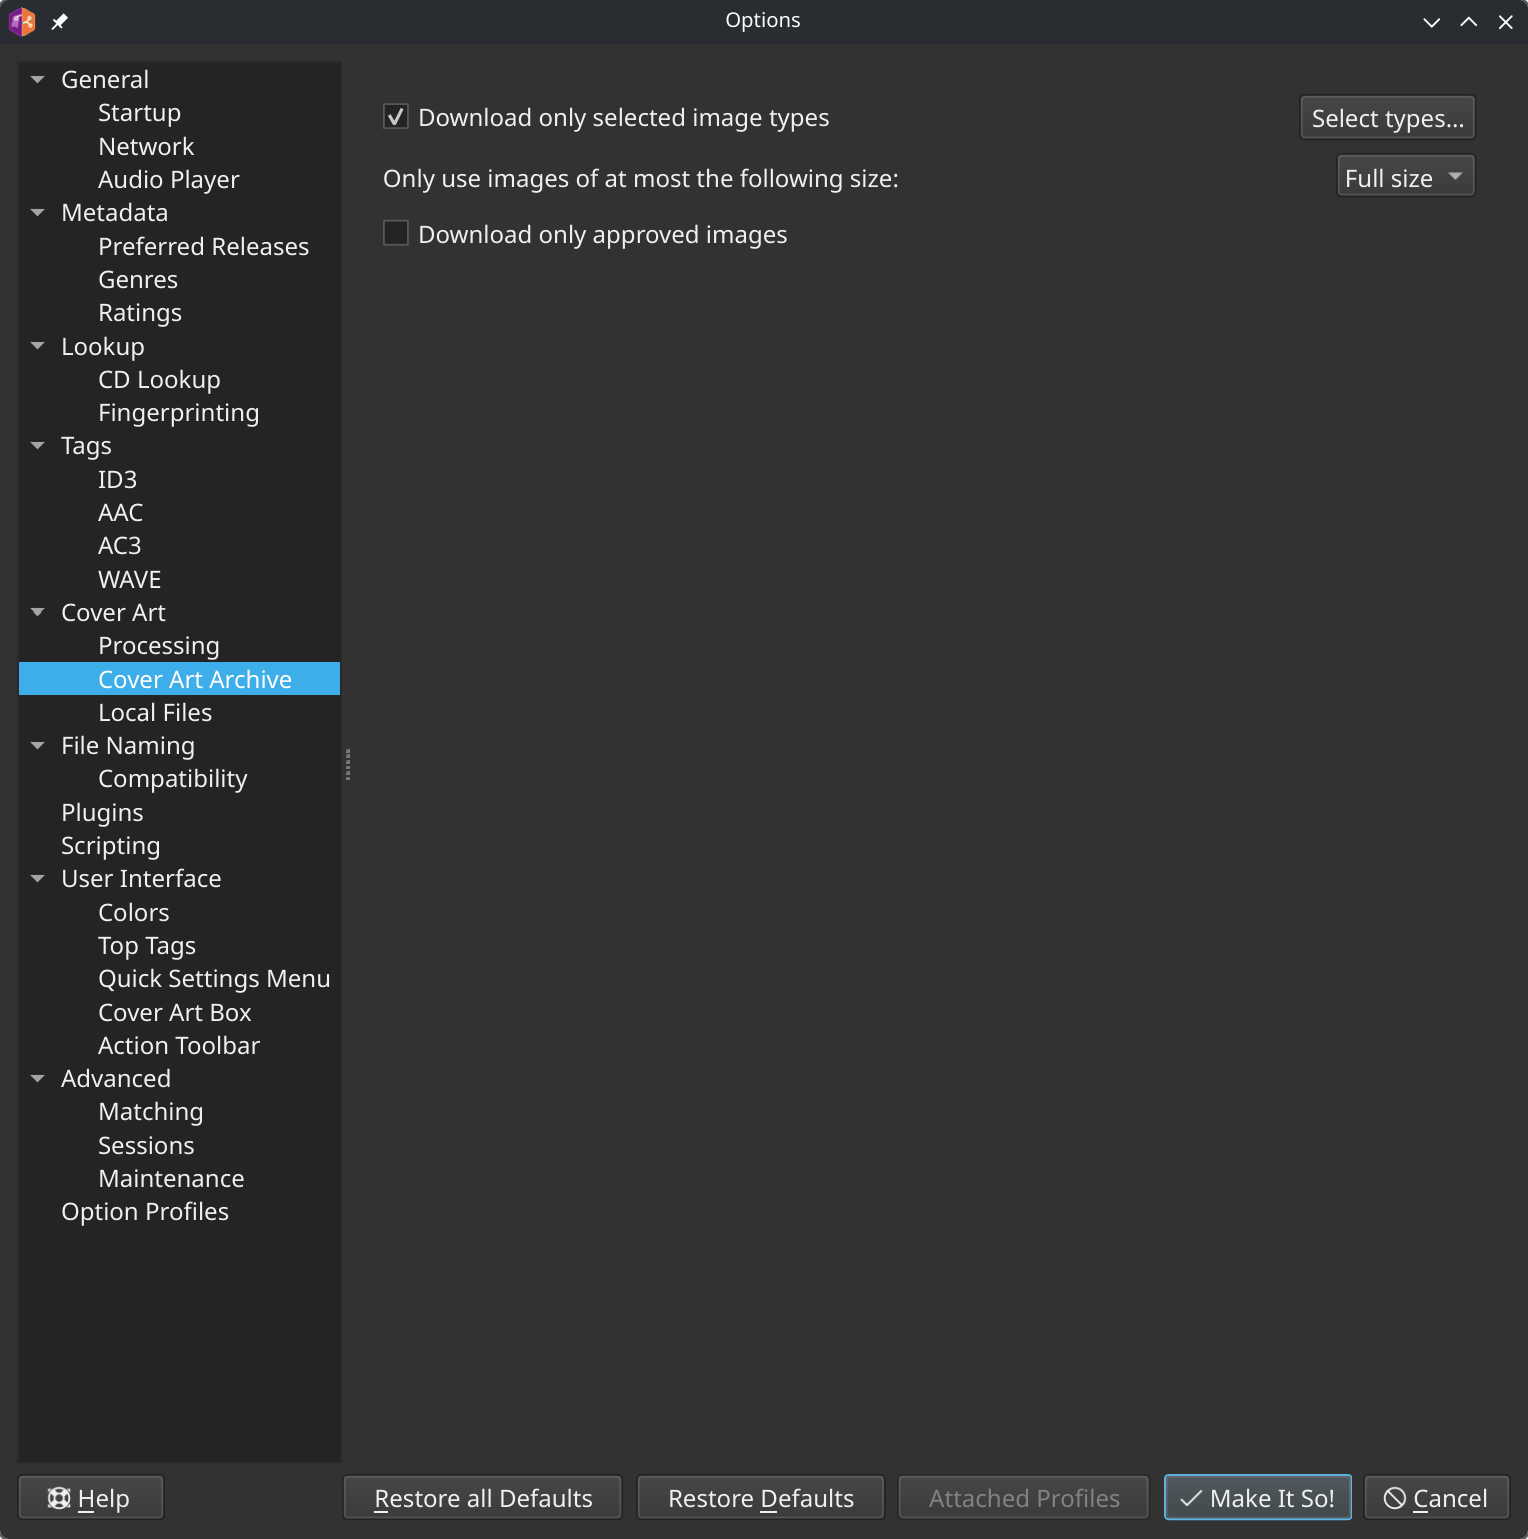 Options
General
Startup
Network
Audio Player
Metadata
Preferred Releases
Genres
Ratings
Lookup
CD Lookup
Fingerprinting
Tags
ID3
AAC
AC3
WAVE
Cover Art
Processing
Cover Art Archive
Local Files
File Naming
Compatibility
Plugins
Scripting
User Interface
Colors
Top Tags
Quick Settings Menu
Cover Art Box
Action Toolbar
Advanced
Matching
Sessions
Maintenance
Option Profiles
Download only selected image types
Select types...
Only use images of at most the following size:
Full size
Download only approved images
Help
Restore all Defaults
Restore Defaults
Attached Profiles
Make It So!
Cancel